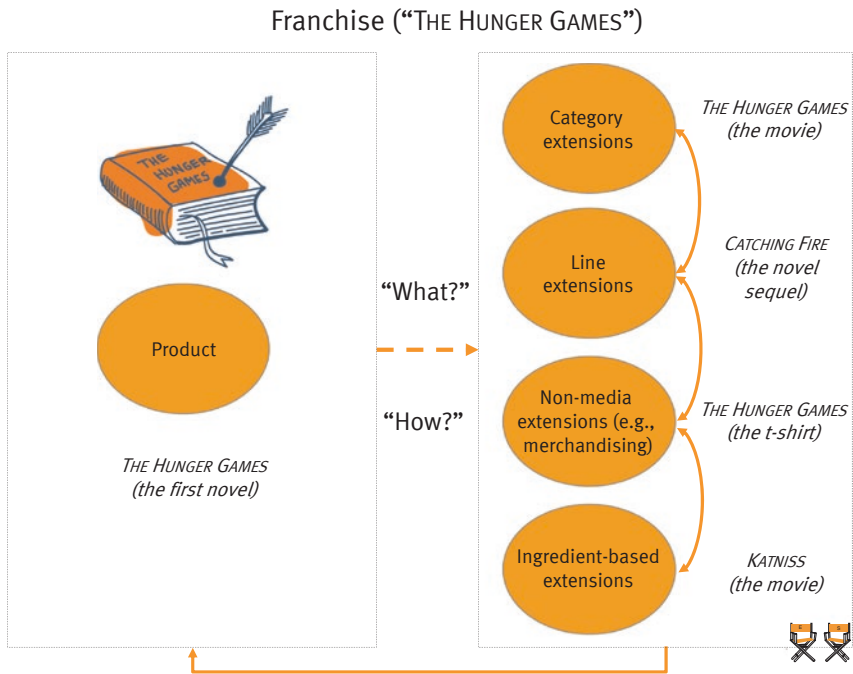 Franchise (“THE HUNGER GAMES”)
THE
HUNGER
GAMES
Product
THE HUNGER GAMES
(the first novel)
“What?”
“How?”
Category
extensions
THE HUNGER GAMES
(the movie)
Line
extensions
CATCHING FIRE
(the novel
sequel)
Non-media
extensions (e.g.,
merchandising)
THE HUNGER GAMES
(the t-shirt)
Ingredient-based
extensions
KATNISS
(the movie)